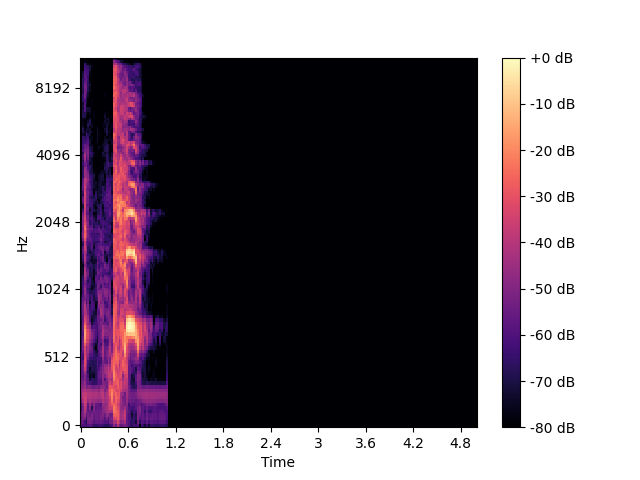 8192
4096
2048
1024
512
0
Hz
0 0.6 1.2 1.8 2.4 3 3.6 4.2 4.8
Time
+0 dB
-10 dB
-20 dB
-30 dB
-40 dB
-50 dB
-60 dB
-70 dB
-80 dB